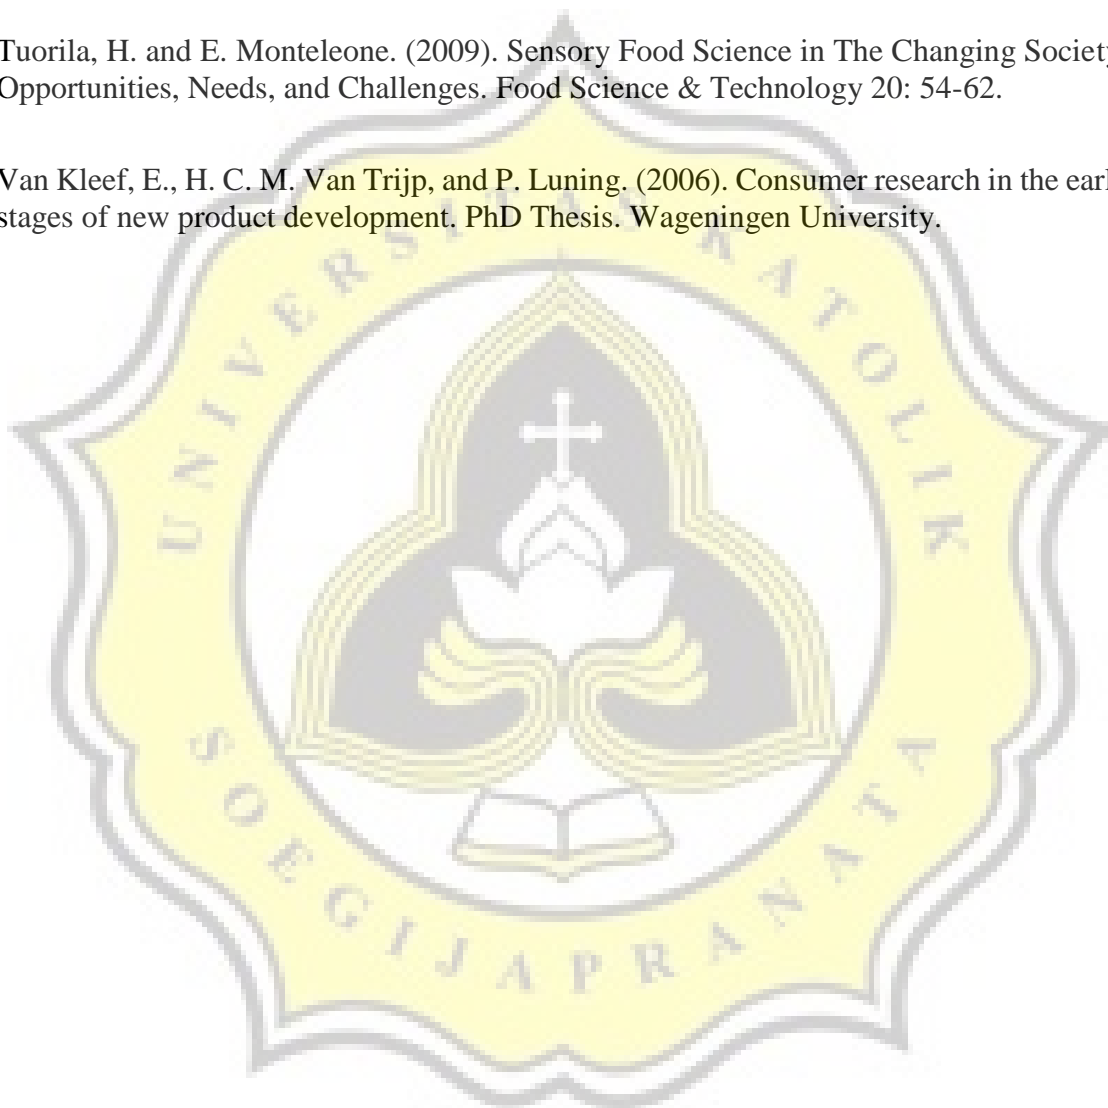 Tuorila, H. and E. Monteleone. (2009). Sensory Food Science in The Changing Society
Opportunities, Needs, and Challenges. Food Science & Technology 20: 54-62.
Van Kleef, E., H. C. M. Van Trijp, and P. Luning. (2006). Consumer research in the earl
stages of new product development. PhD Thesis. Wageningen University.
UNIVERSITAS KATOLIK
SOEGIJAPRANATA